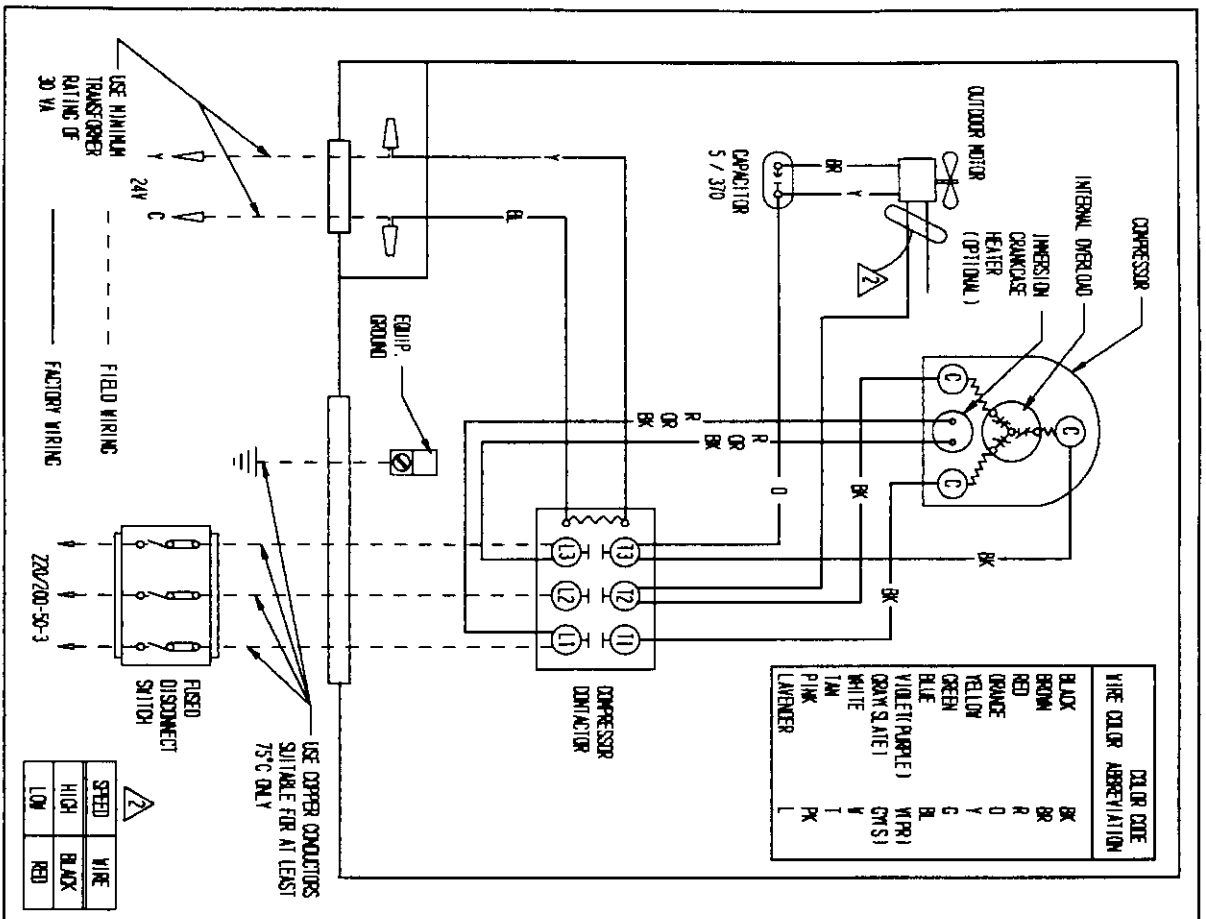 COLOR CODE
WIRE COLOR ABBREVIATION
BLACK BK
BROWN BR
RED R
ORANGE O
YELLOW Y
GREEN G
BLUE BL
VIOLET(PURPLE) V(PR)
GRAY(SLATE) GY(S)
WHITE W
TAN T
PINK PK
LAVENDER L
COMPRESSOR
INTERNAL OVERLOAD
IMMERSION
CRANKCASE
HEATER
(OPTIONAL)
OUTDOOR MOTOR
2
BR
Y
CAPACITOR
5 / 370
C
C
C
BK
BK
BK
O
R
OR
BK
R
OR
BK
Y
BL
T3
T2
T1
L3
L2
L1
COMPRESSOR
CONTACTOR
EQUIP.
GROUND
USE COPPER CONDUCTORS
SUITABLE FOR AT LEAST
75°C ONLY
FUSED
DISCONNECT
SWITCH
220/200-50-3
Y
24V
C
USE MINIMUM
TRANSFORMER
RATING OF
30 VA
FIELD WIRING
FACTORY WIRING
2
SPEED WIRE
HIGH BLACK
LOW RED